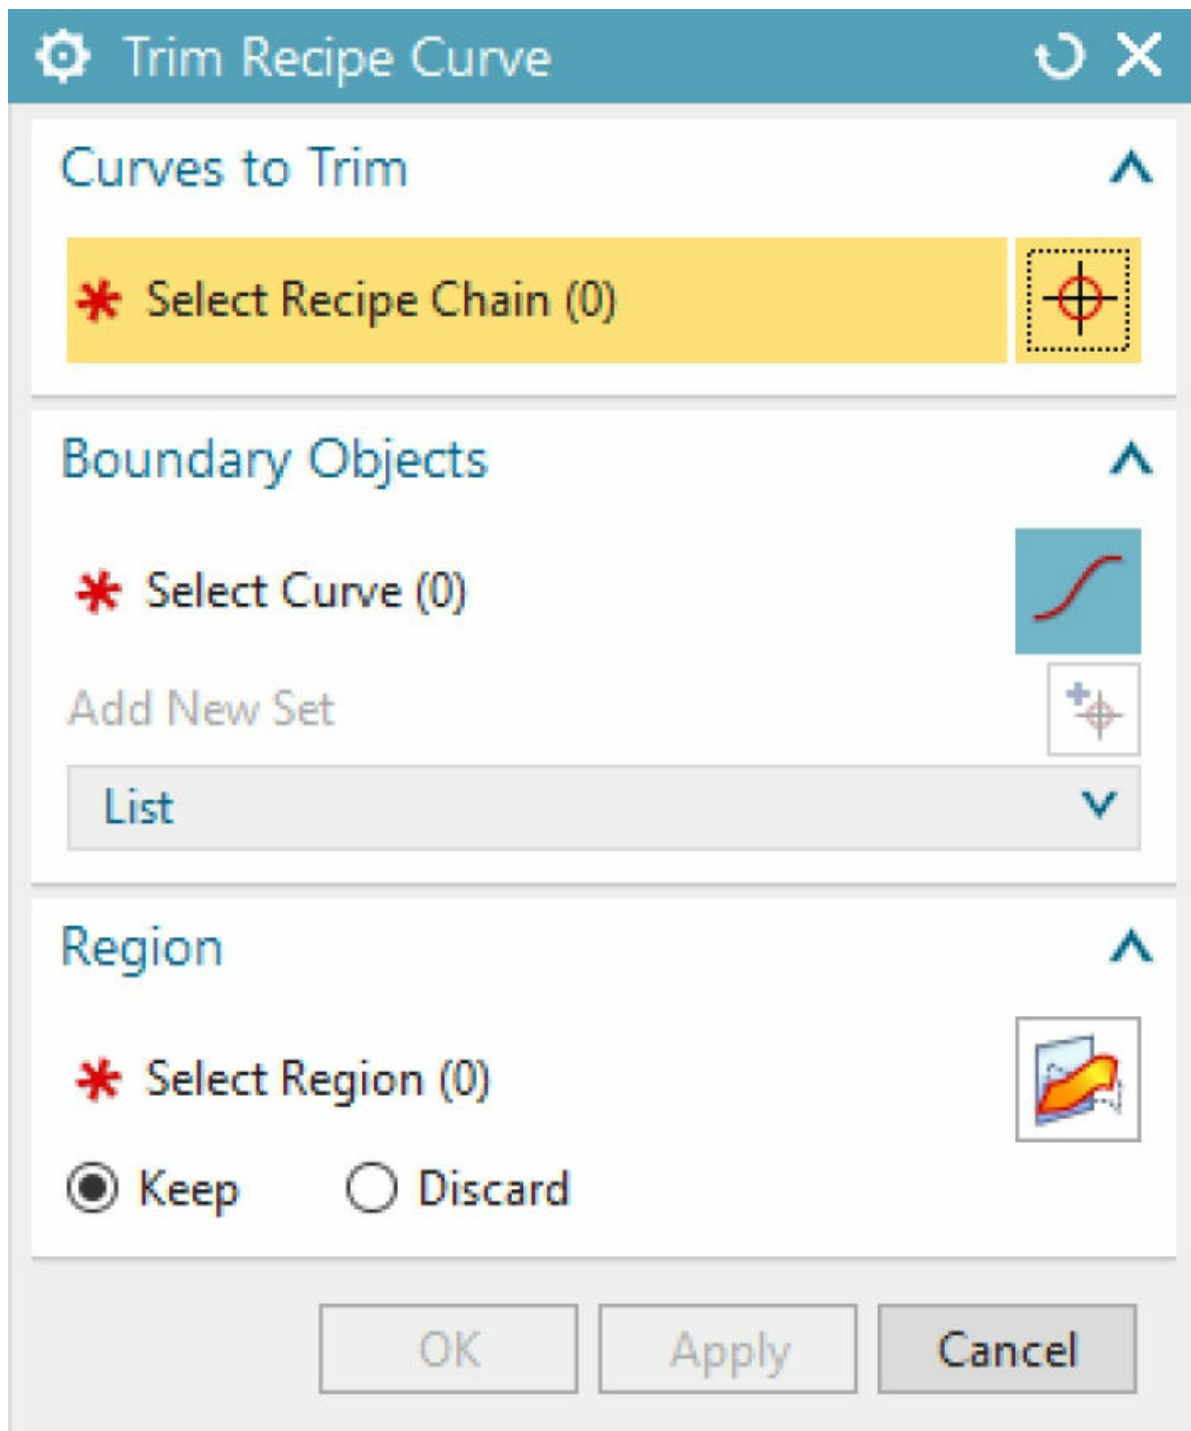 Trim Recipe Curve
Curves to Trim
* Select Recipe Chain (0)
Boundary Objects
* Select Curve (0)
Add New Set
List
Region
* Select Region (0)
Keep Discard
OK Apply Cancel